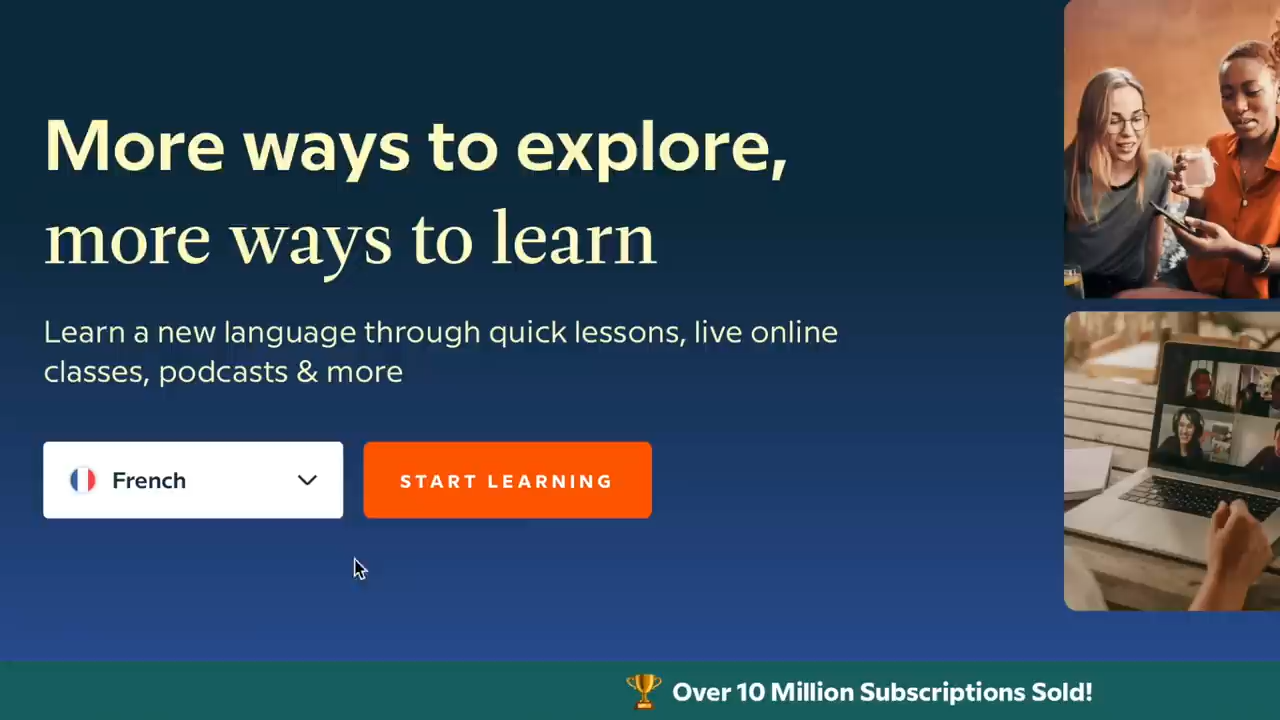 More ways to explore,
more ways to learn
Learn a new language through quick lessons, live online
classes, podcasts & more
French
START LEARNING
Over 10 Million Subscriptions Sold!